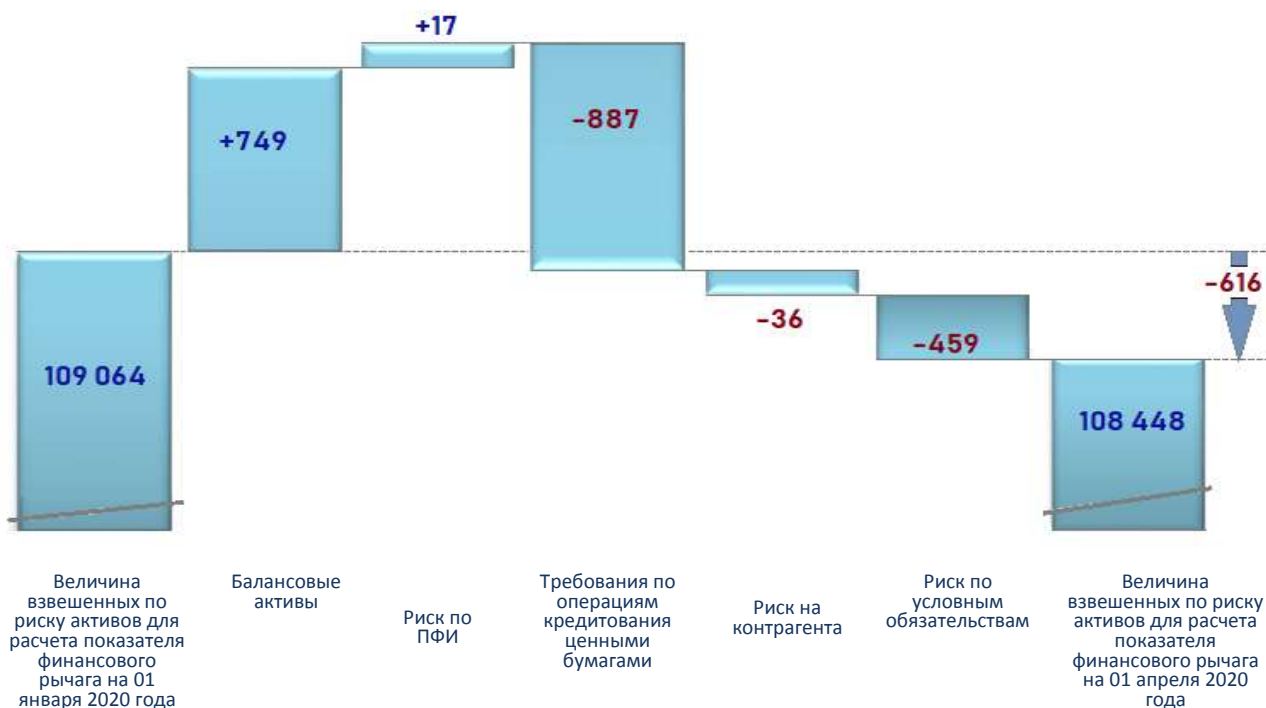 +17
-887
+749
-616
-36
-459
109 064
108 448
Величина
взвешенных по
риску активов для
расчета показателя
финансового
рычага на 01
января 2020 года
Балансовые
активы
Риск по
ПФИ
Требования по
операциям
кредитования
ценными
бумагами
Риск на
контрагента
Риск по
условным
обязательствам
Величина
взвешенных по риску
активов для расчета
показателя
финансового рычага
на 01 апреля 2020
года